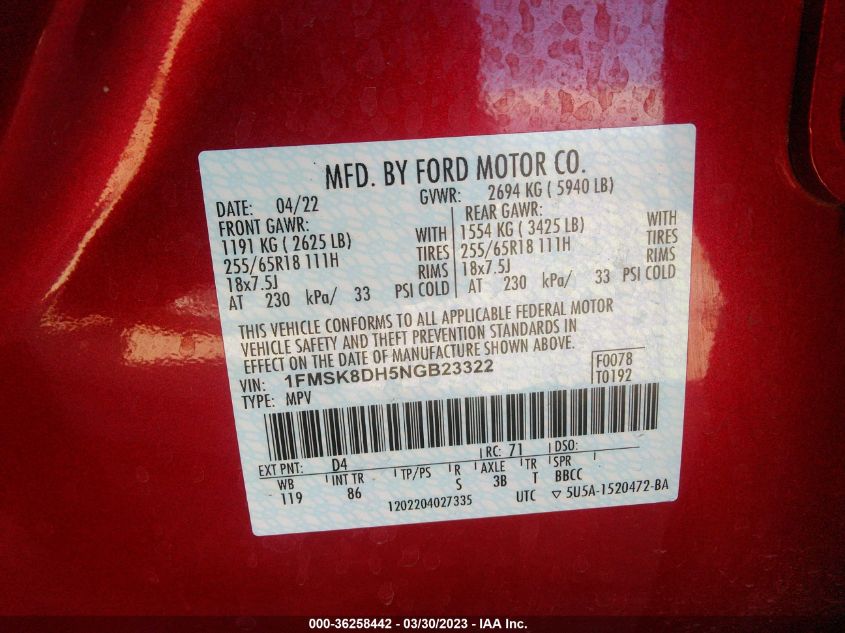 MFD. BY FORD MOTOR CO.
DATE: 04/22 GVWR: 2694 KG ( 5940 LB)
FRONT GAWR: REAR GAWR:
1191 KG ( 2625 LB) WITH 1554 KG ( 3425 LB) WITH
255/65R18 111H TIRES 255/65R18 111H TIRES
18x7.5J RIMS 18x7.5J RIMS
AT 230 kPa/ 33 PSI COLD AT 230 kPa/ 33 PSI COLD
THIS VEHICLE CONFORMS TO ALL APPLICABLE FEDERAL MOTOR
VEHICLE SAFETY AND THEFT PREVENTION STANDARDS IN
EFFECT ON THE DATE OF MANUFACTURE SHOWN ABOVE.
VIN: 1FMSK8DH5NGB23322 F0078
TYPE: MPV T0192
EXT PNT: D4 RC: 71 DSO:
WB INT TR TP/PS R AXLE TR SPR
119 86 S 3B T BBCC
1202204027335 UTC ▽ 5U5A-1520472-BA
000-36258442 - 03/30/2023 - IAA Inc.